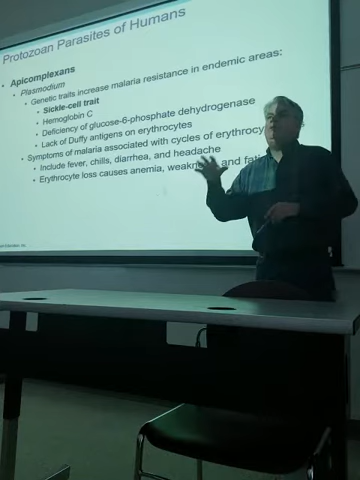 Protozoan Parasites of Humans
• Apicomplexans
• Plasmodium
• Genetic traits increase malaria resistance in endemic areas:
• Sickle-cell trait
• Hemoglobin C
• Deficiency of glucose-6-phosphate dehydrogenase
• Lack of Duffy antigens on erythrocytes
• Symptoms of malaria associated with cycles of
• Include fever, chills, diarrhea, and headache
• Erythrocyte loss causes anemia, and